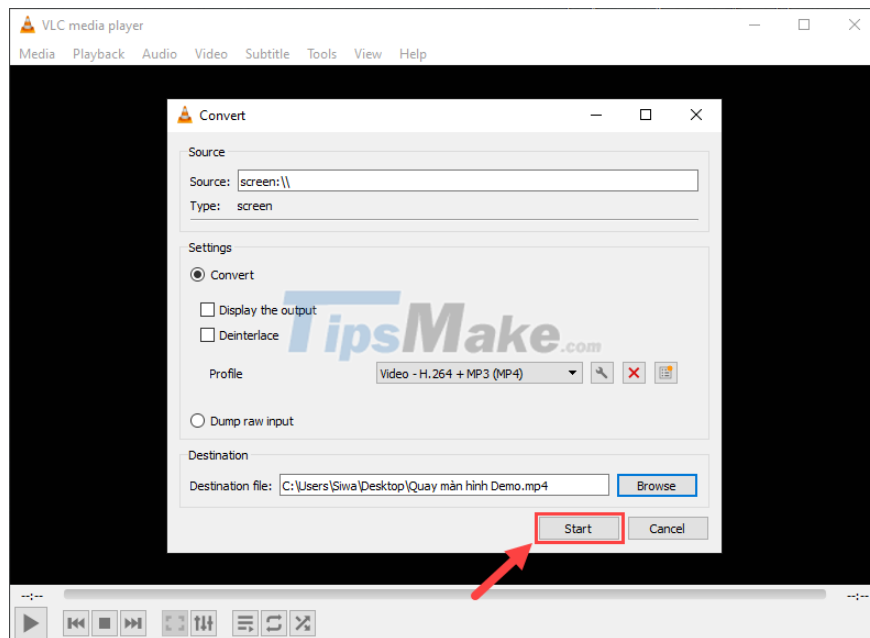 VLC media player
Media Playback Audio Video Subtitle Tools View Help
Convert
Source
Source: screen:\\
Type: screen
Settings
Convert
Display the output
Deinterlace
TipsMake.com
Profile Video - H.264 + MP3 (MP4)
Dump raw input
Destination
Destination file: C:\Users\Siwa\Desktop\Quay màn hình Demo.mp4 Browse
Start Cancel
--:-- --:--